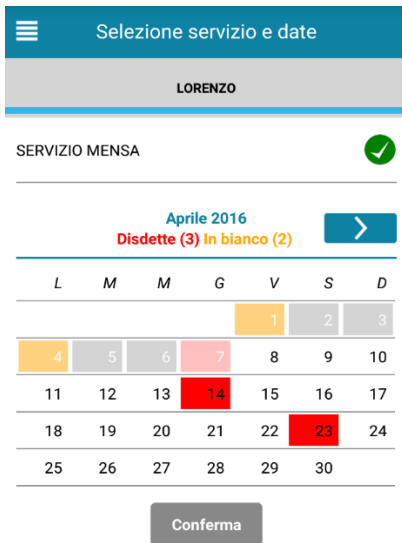 Selezione servizio e date
LORENZO
SERVIZIO MENSA
Aprile 2016
Disdette (3) In bianco (2)
L M M G V S D
1 2 3
4 5 6 7 8 9 10
11 12 13 14 15 16 17
18 19 20 21 22 23 24
25 26 27 28 29 30
Conferma